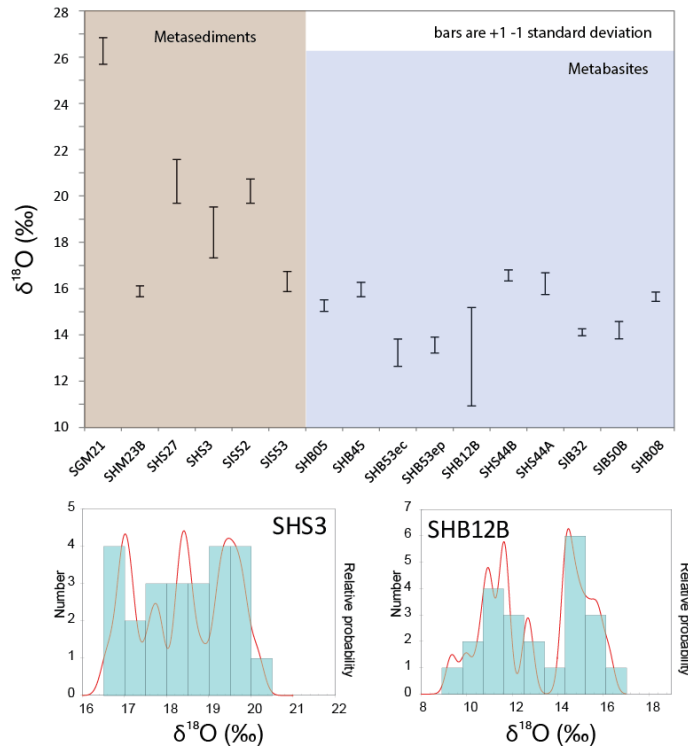 28
26
24
22
20
18
16
14
12
10
δ¹⁸O (‰)
Metasediments
bars are +1 -1 standard deviation
Metabasites
SGM21
SHM23B
SHS27
SHS3
SIS52
SIS53
SHB05
SHB45
SHB53ec
SHB53ep
SHB12B
SHS44B
SHS44A
SIB32
SIB50B
SHB08
SHS3
5
4
3
2
1
0
Number
Relative probability
16 17 18 19 20 21 22
δ¹⁸O (‰)
SHB12B
7
6
5
4
3
2
1
0
Number
Relative probability
8 10 12 14 16 18
δ¹⁸O (‰)